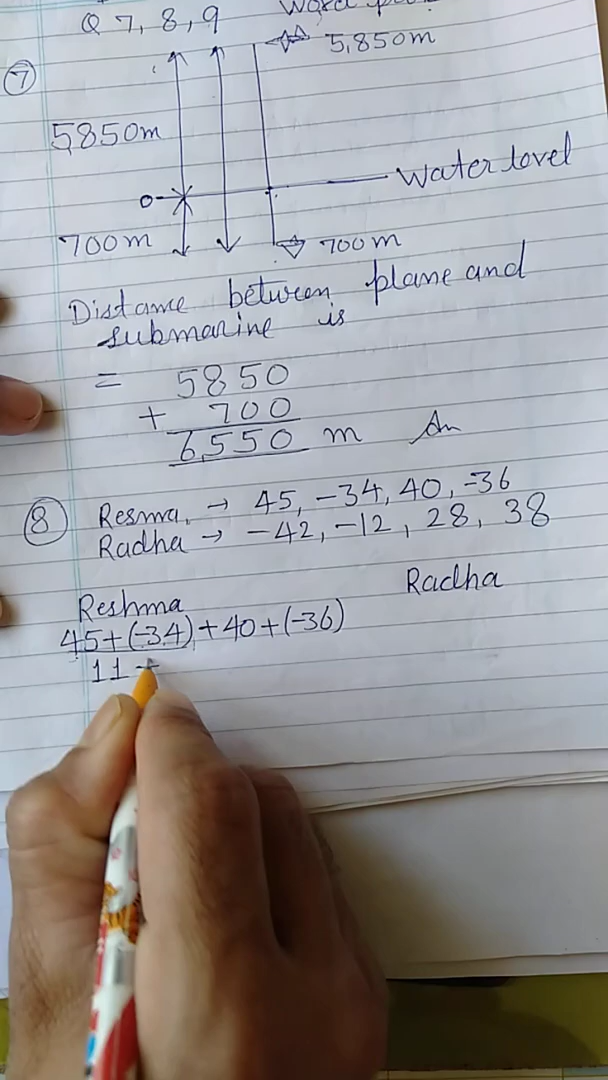 Q 7, 8, 9
Word
7
5,850m
5850m
0
Water level
700m
700m
Distance between plane and
submarine is
= 5850
+ 700
6,550 m An
8 Resma, → 45, -34, 40, -36
Radha → -42, -12, 28, 38
Reshma Radha
45+(-34)+40+(-36)
11 +